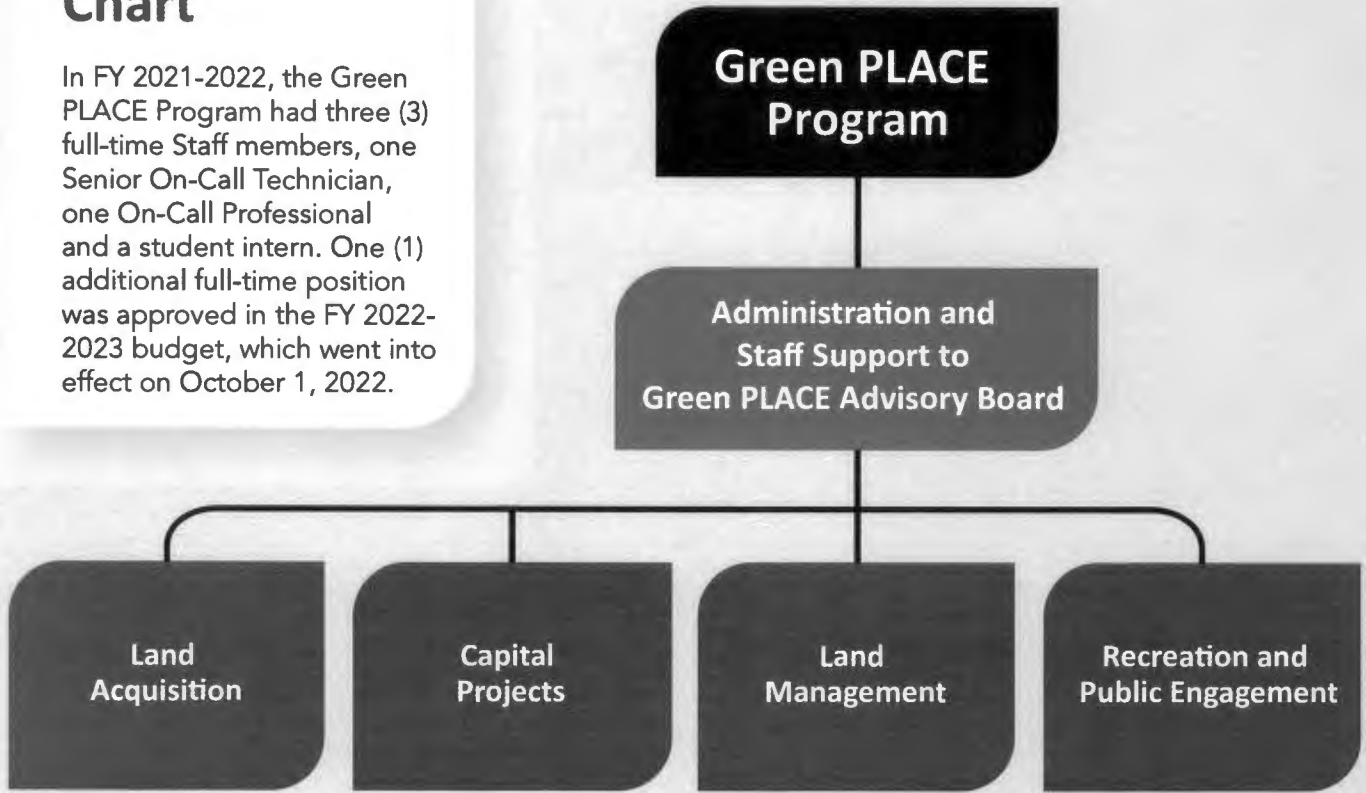 Chart
In FY 2021-2022, the Green
PLACE Program had three (3)
full-time Staff members, one
Senior On-Call Technician,
one On-Call Professional
and a student intern. One (1)
additional full-time position
was approved in the FY 2022-
2023 budget, which went into
effect on October 1, 2022.
Green PLACE
Program
Administration and
Staff Support to
Green PLACE Advisory Board
Land
Acquisition
Capital
Projects
Land
Management
Recreation and
Public Engagement